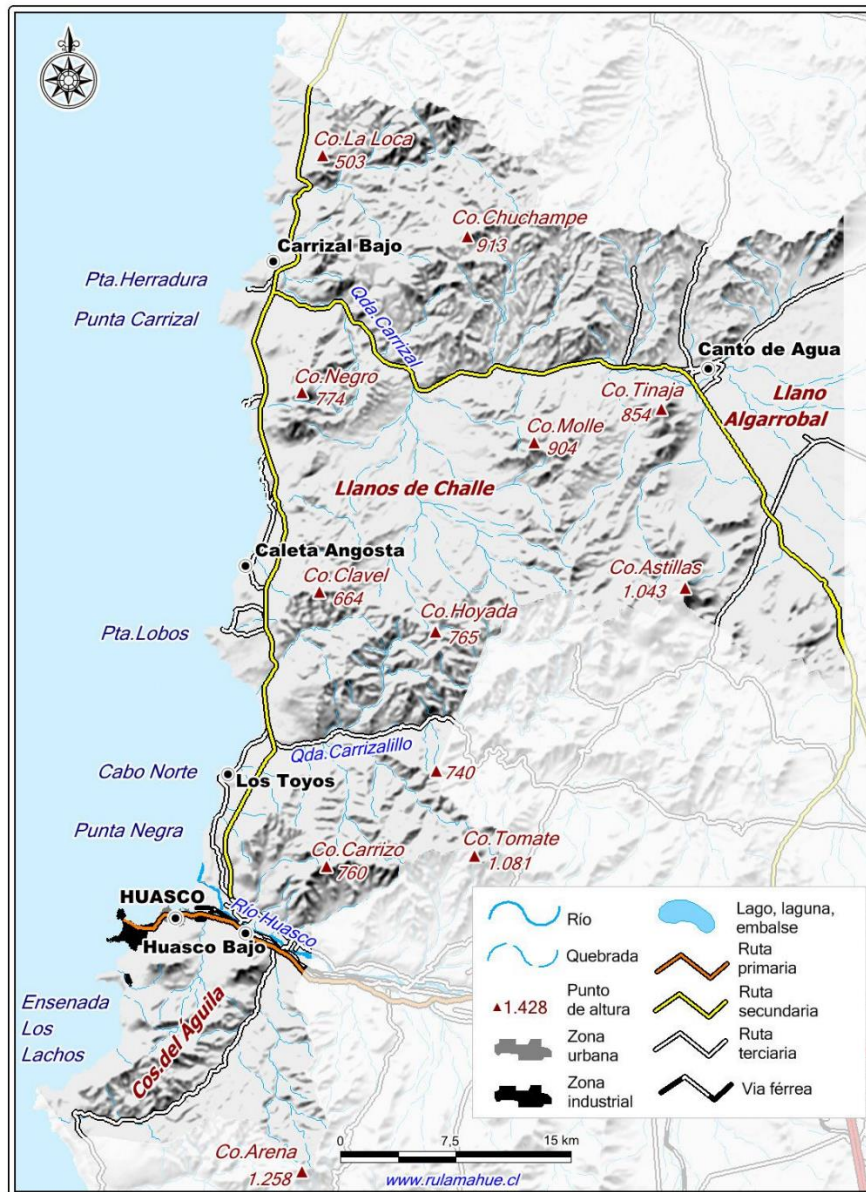 Co.La Loca
503
Co.Chuchampe
913
Carrizal Bajo
Pta.Herradura
Punta Carrizal
Qda.Carrizal
Canto de Agua
Co.Negro
774
Co.Tinaja
854
Llano
Algarrobal
Co.Molle
904
Llanos de Challe
Caleta Angosta
Co.Clavel
664
Co.Astillas
1.043
Co.Hoyada
765
Pta.Lobos
Qda.Carrizalillo
Cabo Norte
Los Toyos
740
Punta Negra
Co.Carrizo
760
Co.Tomate
1.081
HUASCO
Río Huasco
Huasco Bajo
Ensenada
Los
Lachos
Cos.del Águila
Co.Arena
1.258
Río
Quebrada
1.428
Punto
de altura
Zona
urbana
Zona
industrial
Lago, laguna,
embalse
Ruta
primaria
Ruta
secundaria
Ruta
terciaria
Via férrea
0 7,5 15 km
www.rulamahue.cl